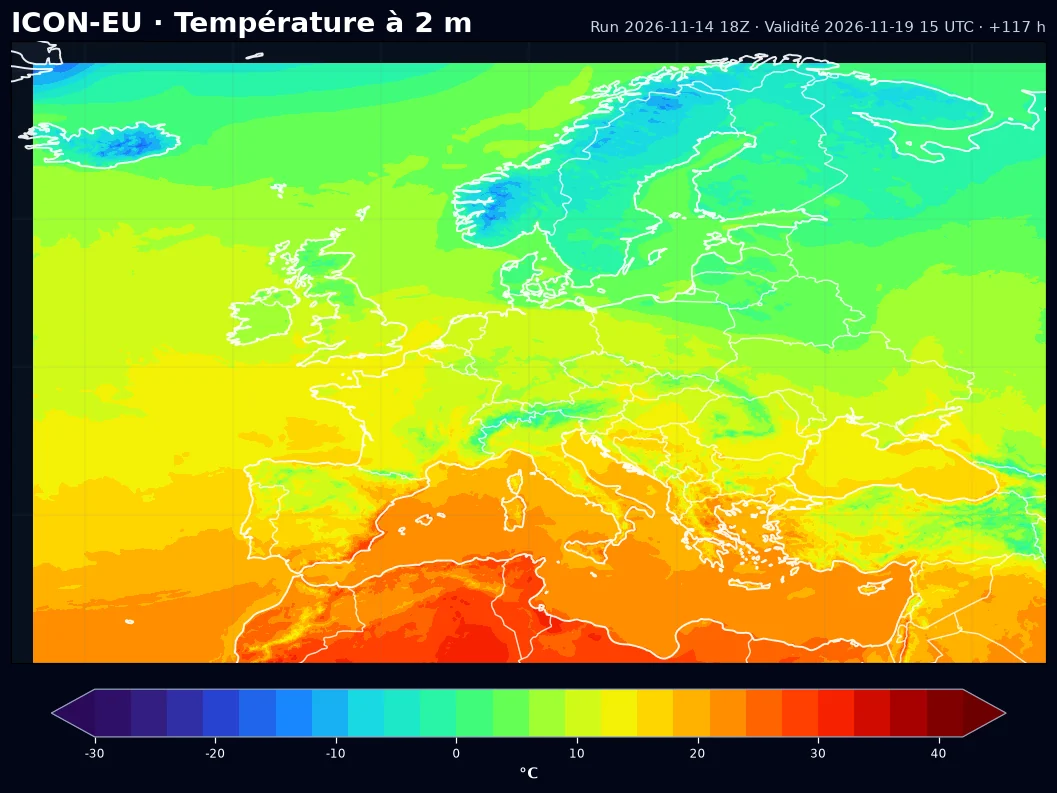 ICON-EU · Température à 2 m
Run 2026-11-14 18Z · Validité 2026-11-19 15 UTC · +117 h
-30 -20 -10 0 10 20 30 40
°C